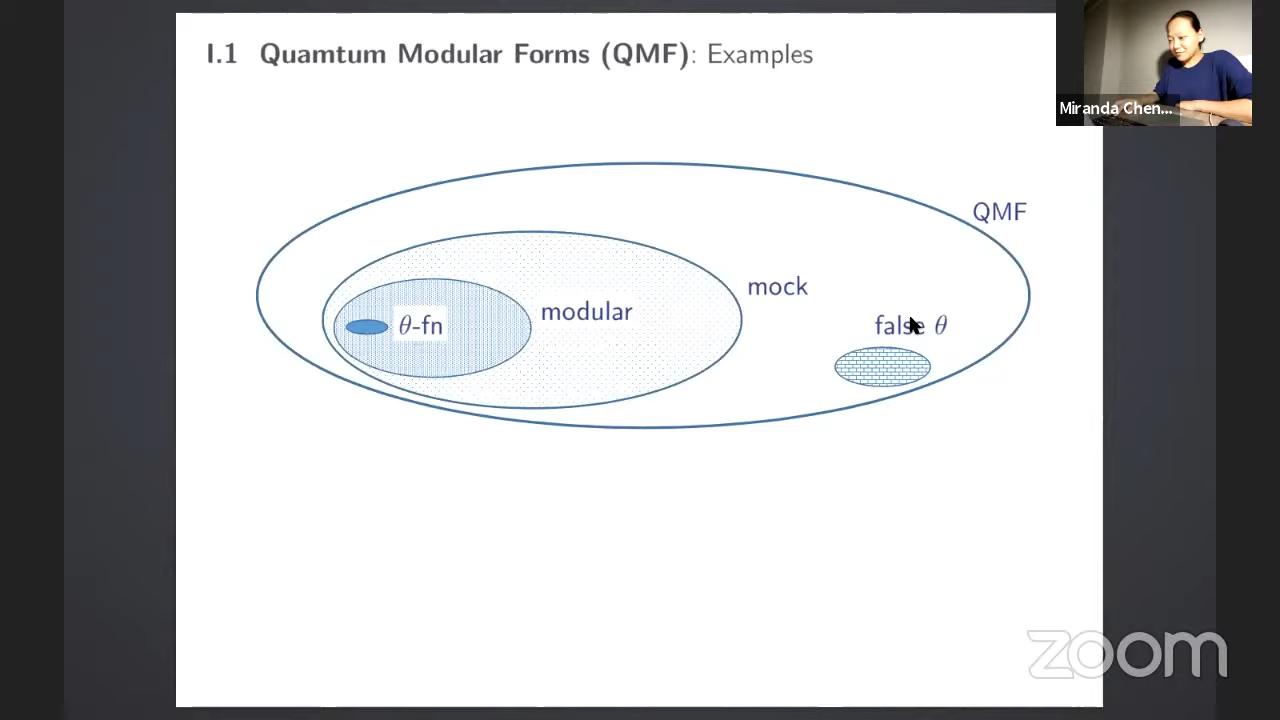 I.1 Quamtum Modular Forms (QMF): Examples
Miranda Chen...
QMF
mock
modular
θ-fn
false θ
zoom